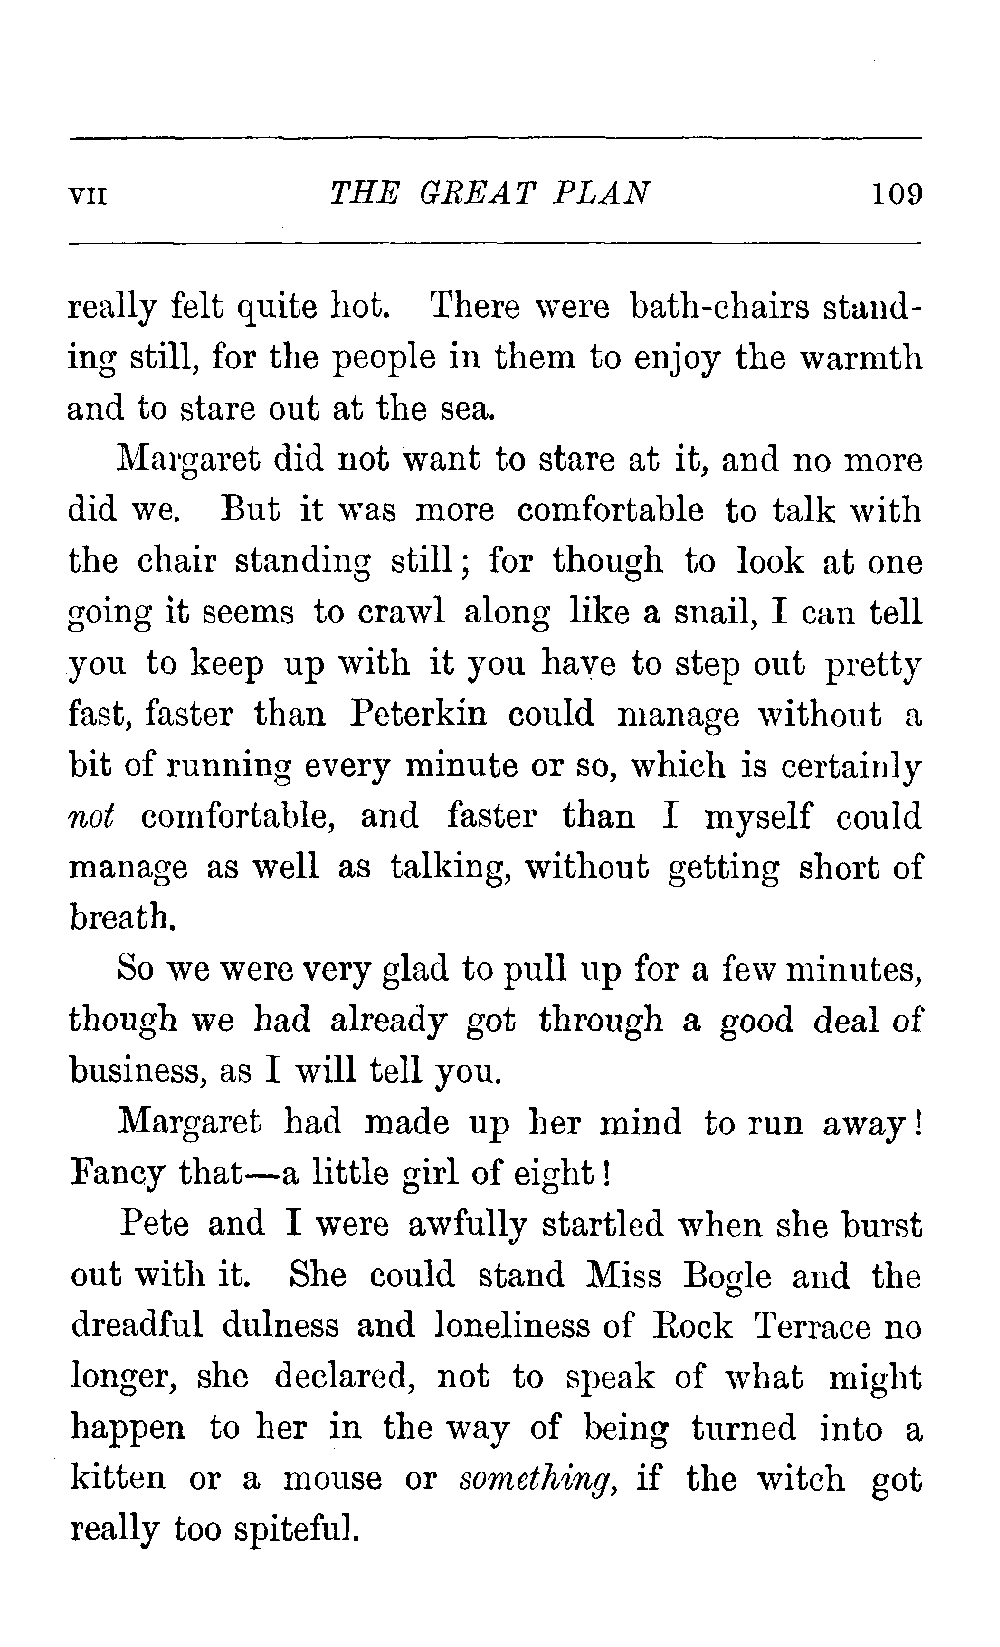 VII THE GREAT PLAN 109
really felt quite hot. There were bath-chairs stand-
ing still, for the people in them to enjoy the warmth
and to stare out at the sea.
Margaret did not want to stare at it, and no more
did we. But it was more comfortable to talk with
the chair standing still; for though to look at one
going it seems to crawl along like a snail, I can tell
you to keep up with it you have to step out pretty
fast, faster than Peterkin could manage without a
bit of running every minute or so, which is certainly
not comfortable, and faster than I myself could
manage as well as talking, without getting short of
breath.
So we were very glad to pull up for a few minutes,
though we had already got through a good deal of
business, as I will tell you.
Margaret had made up her mind to run away!
Fancy that—a little girl of eight!
Pete and I were awfully startled when she burst
out with it. She could stand Miss Bogle and the
dreadful dulness and loneliness of Rock Terrace no
longer, she declared, not to speak of what might
happen to her in the way of being turned into a
kitten or a mouse or something, if the witch got
really too spiteful.